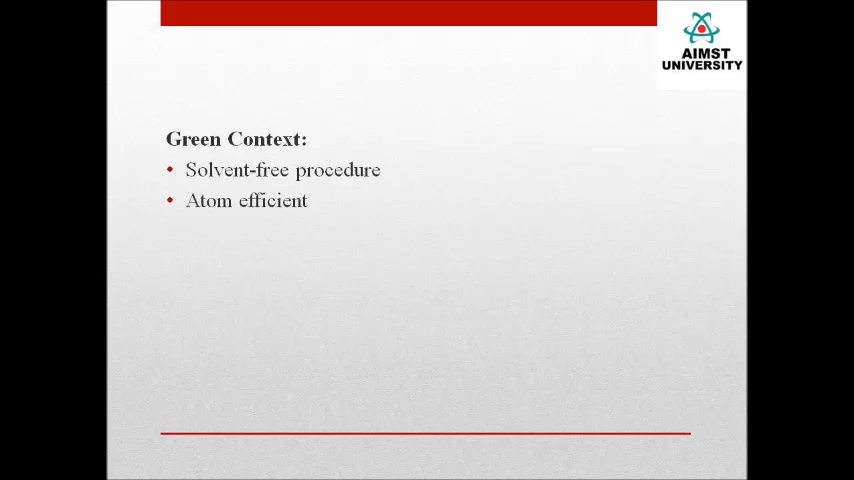 AIMST
UNIVERSITY
Green Context:
• Solvent-free procedure
• Atom efficient